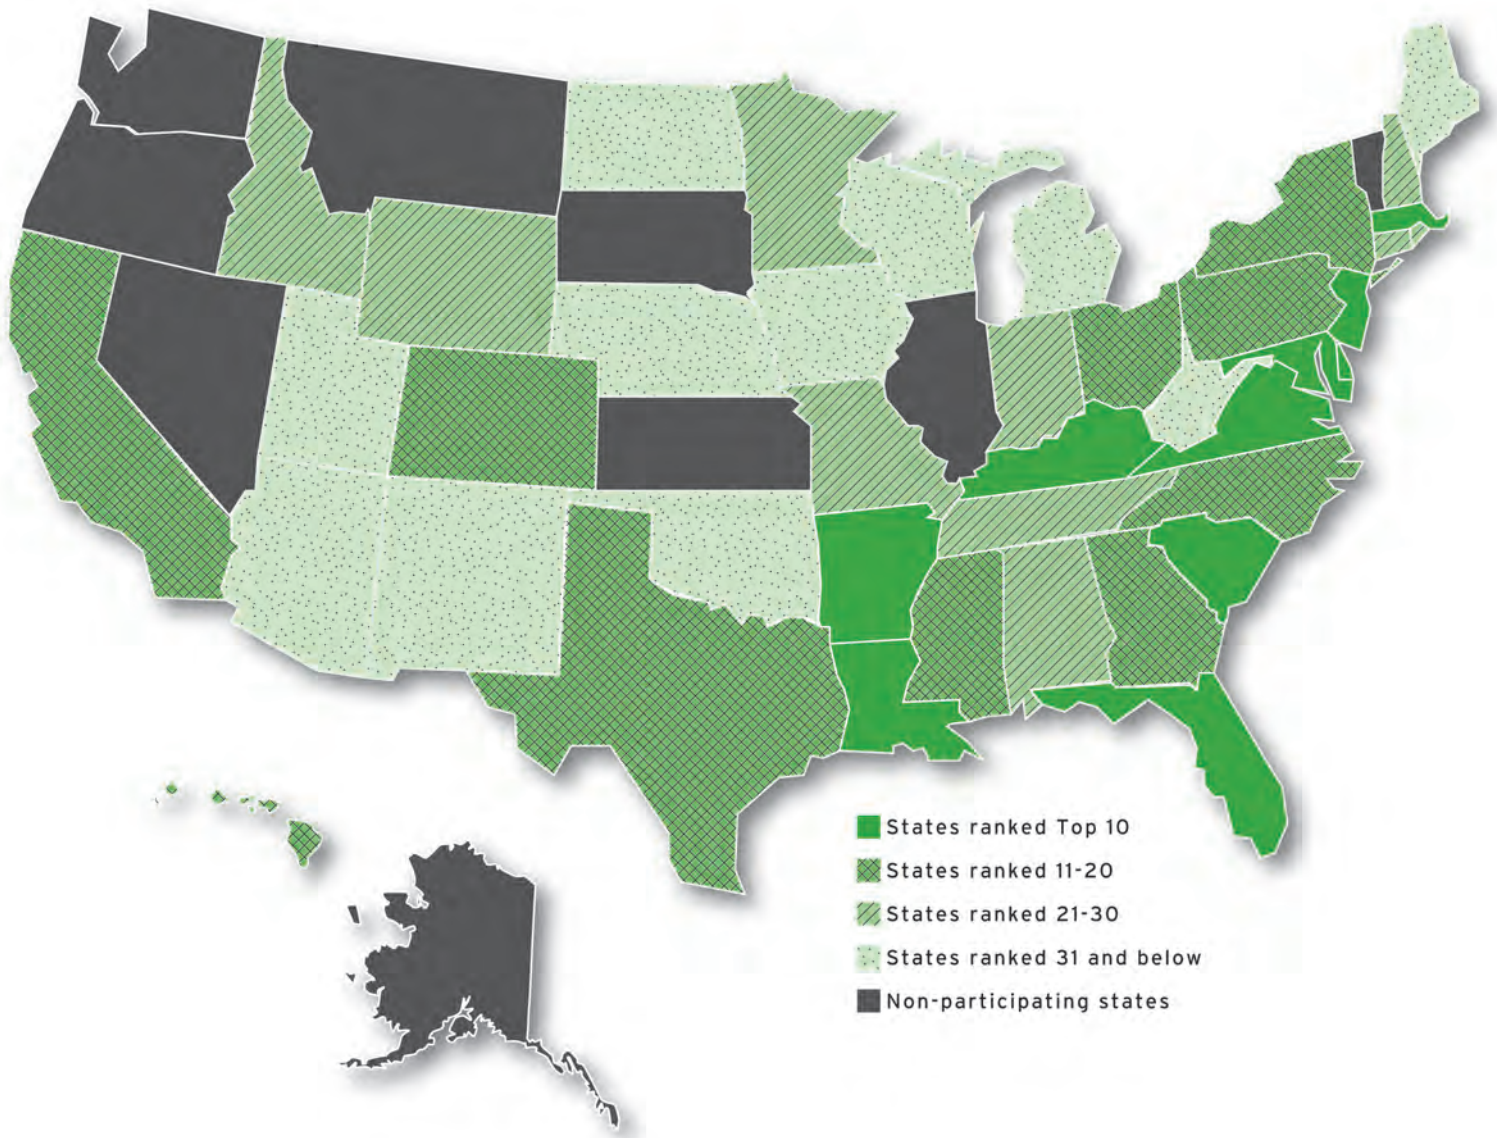 States ranked Top 10
States ranked 11-20
States ranked 21-30
States ranked 31 and below
Non-participating states